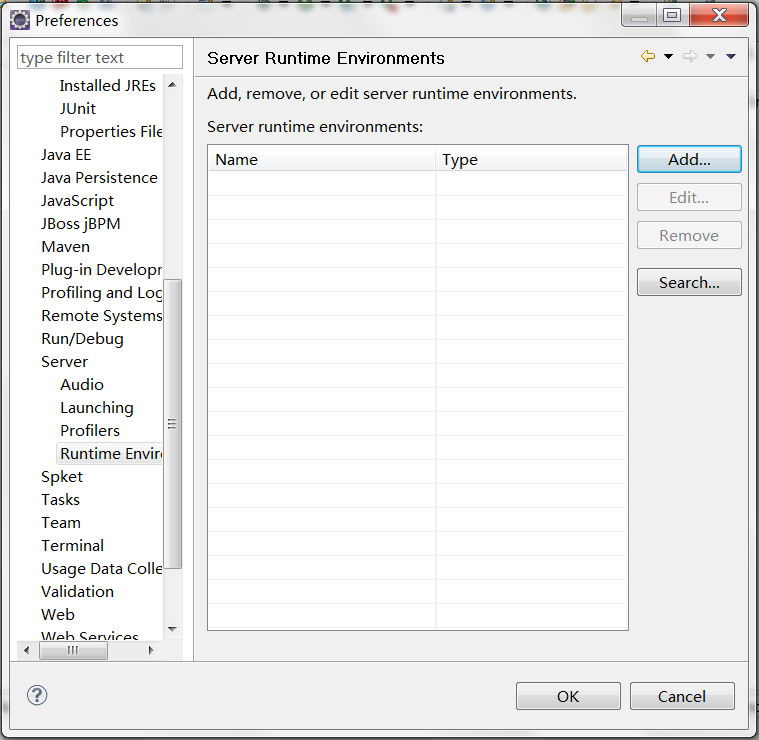 Preferences
type filter text
Installed JREs
JUnit
Properties File
Java EE
Java Persistence
JavaScript
JBoss jBPM
Maven
Plug-in Developm
Profiling and Log
Remote Systems
Run/Debug
Server
Audio
Launching
Profilers
Runtime Enviro
Spket
Tasks
Team
Terminal
Usage Data Colle
Validation
Web
Web Services
Server Runtime Environments
Add, remove, or edit server runtime environments.
Server runtime environments:
Name Type
Add...
Edit...
Remove
Search...
?
OK Cancel